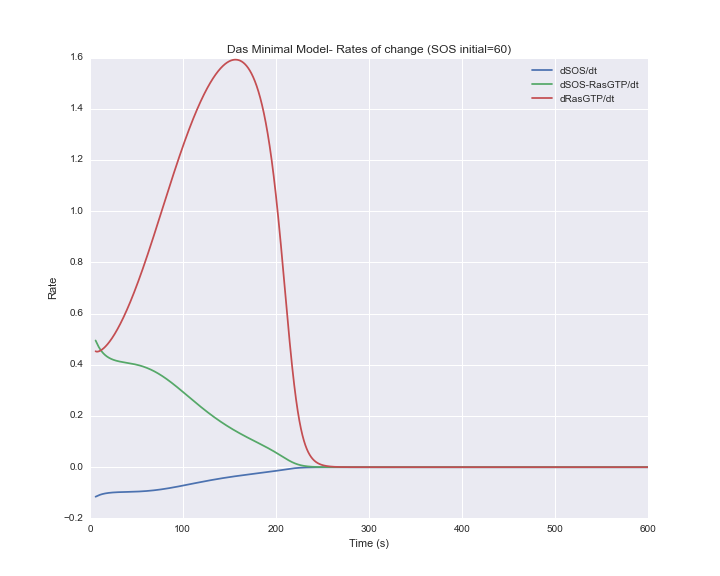 Das Minimal Model- Rates of change (SOS initial=60)
1.6
1.4
1.2
1.0
0.8
0.6
0.4
0.2
0.0
−0.2
Rate
dSOS/dt
dSOS-RasGTP/dt
dRasGTP/dt
0 100 200 300 400 500 600
Time (s)